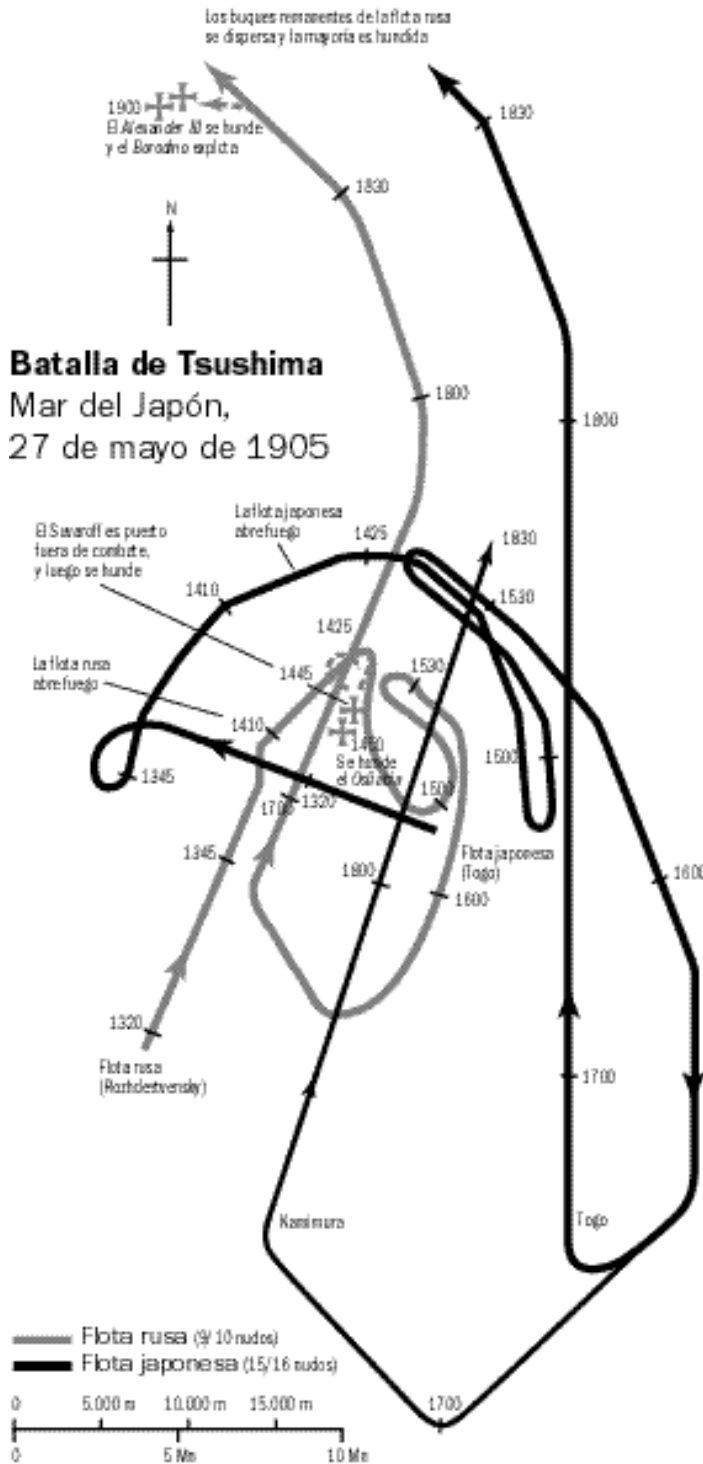 Los buques remanentes de la flota rusa
se dispersa y la mayoría es hundida
1900
El Alexander III se hunde
y el Borodino explota
1830
1830
N
Batalla de Tsushima
Mar del Japón,
27 de mayo de 1905
1800
1800
El Savaroff es puesto
fuera de combate,
y luego se hunde
La flota japonesa
abre fuego
1425
1830
1410
1530
1425
La flota rusa
abre fuego
1445
1530
1410
1450
Se hunde
el Osliabia
1345
1500
1500
1700
1320
1345
Flota japonesa
(Togo)
1800
1600
1600
1320
Flota rusa
(Rozhdestvensky)
1700
Kamimura
Togo
Flota rusa (9/10 nudos)
Flota japonesa (15/16 nudos)
0 5.000 m 10.000 m 15.000 m
1700
0 5 Mn 10 Mn